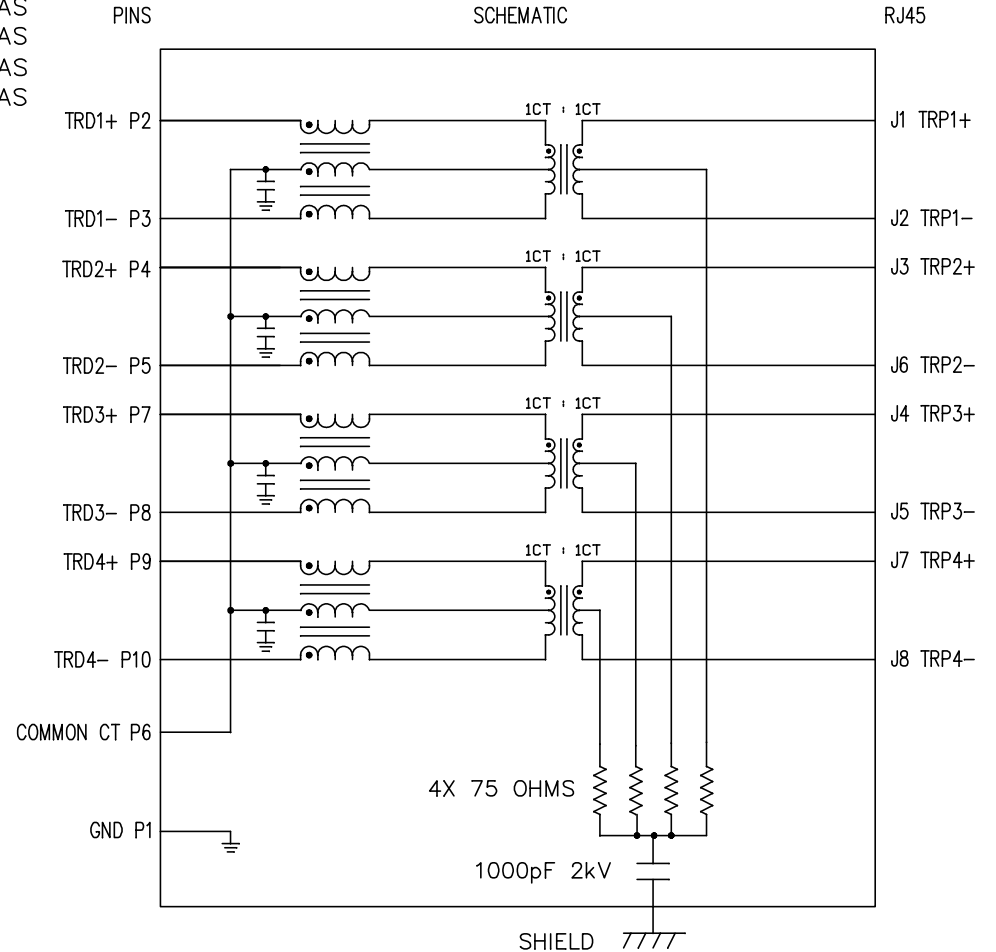 AS
AS
AS
AS
PINS SCHEMATIC RJ45
1CT : 1CT
TRD1+ P2 J1 TRP1+
TRD1- P3 J2 TRP1-
1CT : 1CT
TRD2+ P4 J3 TRP2+
TRD2- P5 J6 TRP2-
1CT : 1CT
TRD3+ P7 J4 TRP3+
TRD3- P8 J5 TRP3-
1CT : 1CT
TRD4+ P9 J7 TRP4+
TRD4- P10 J8 TRP4-
COMMON CT P6
4X 75 OHMS
GND P1
1000pF 2kV
SHIELD